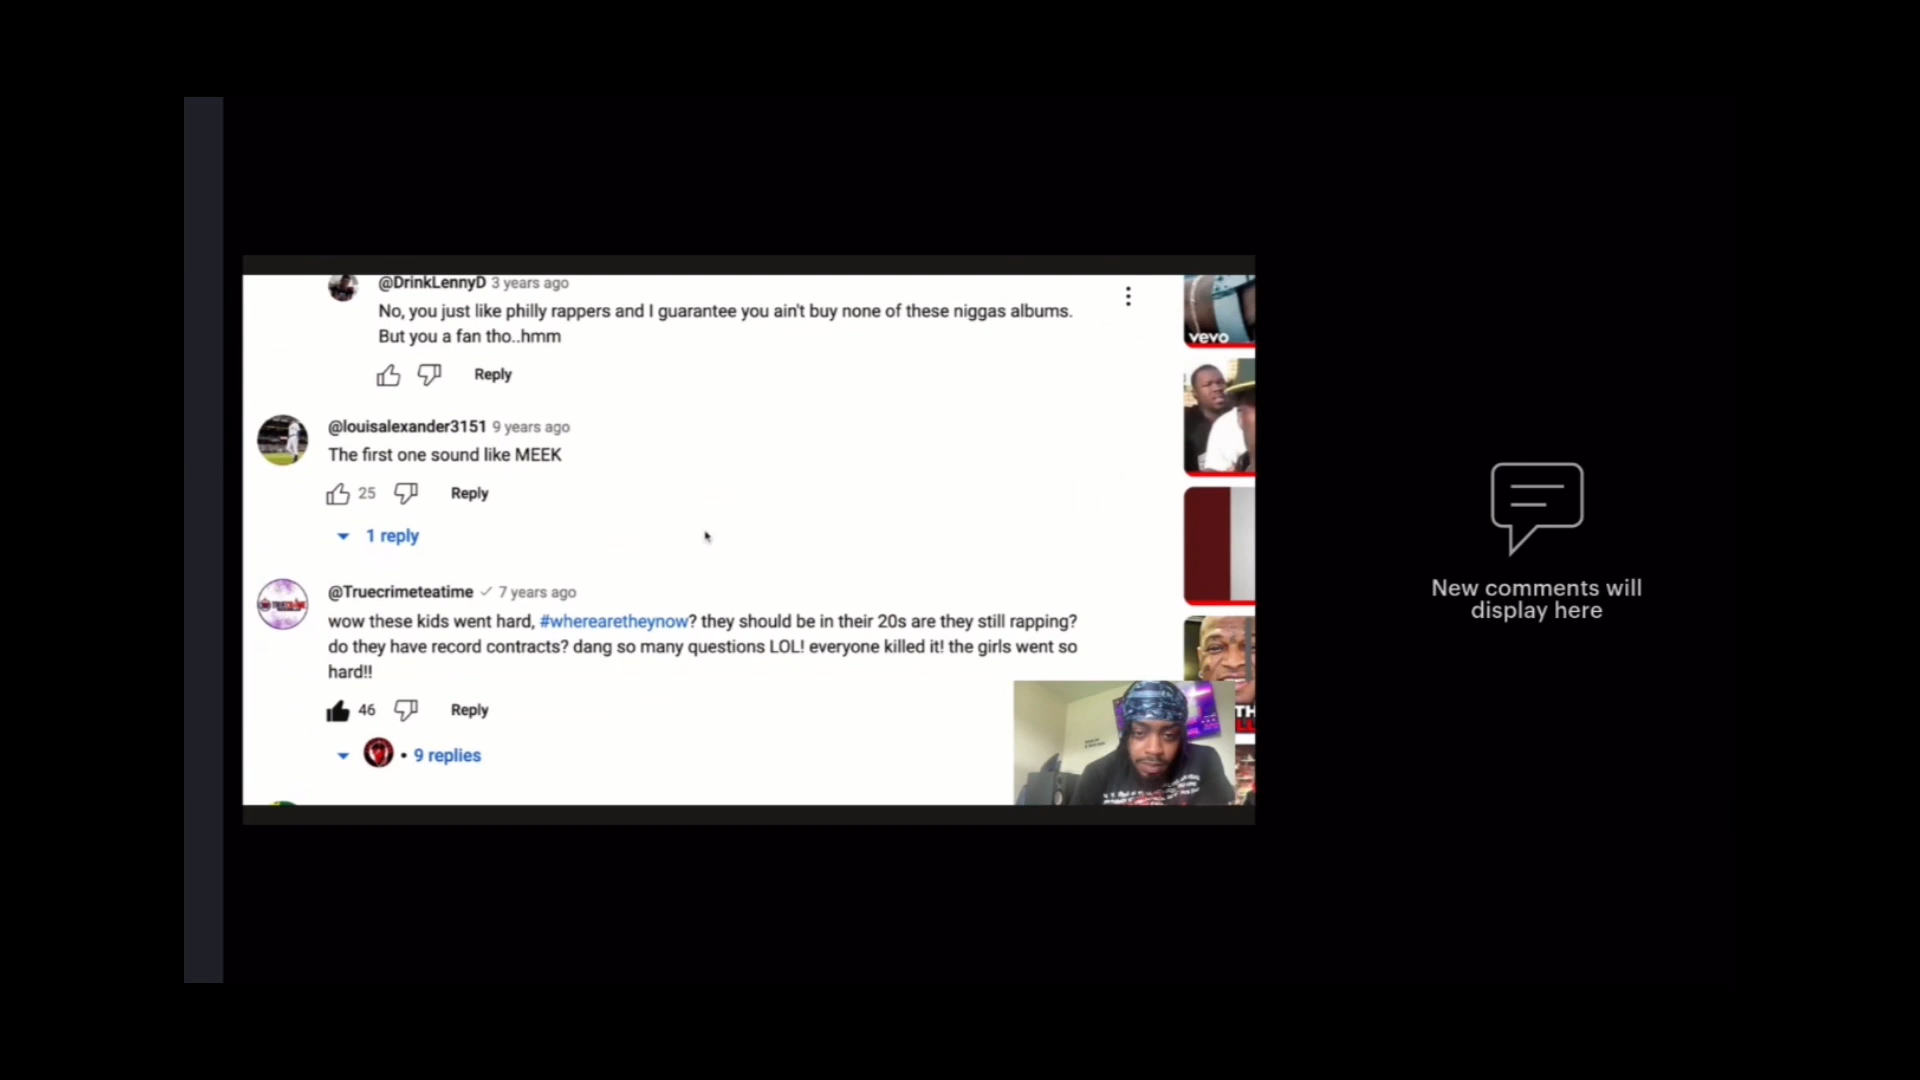 @DrinkLennyD 3 years ago
No, you just like philly rappers and I guarantee you ain't buy none of these niggas albums.
But you a fan tho..hmm
Reply
vevo
@louisalexander3151 9 years ago
The first one sound like MEEK
25 Reply
1 reply
@Truecrimeteatime 7 years ago
wow these kids went hard, #wherearetheynow? they should be in their 20s are they still rapping?
do they have record contracts? dang so many questions LOL! everyone killed it! the girls went so
hard!!
46 Reply
• 9 replies
New comments will
display here